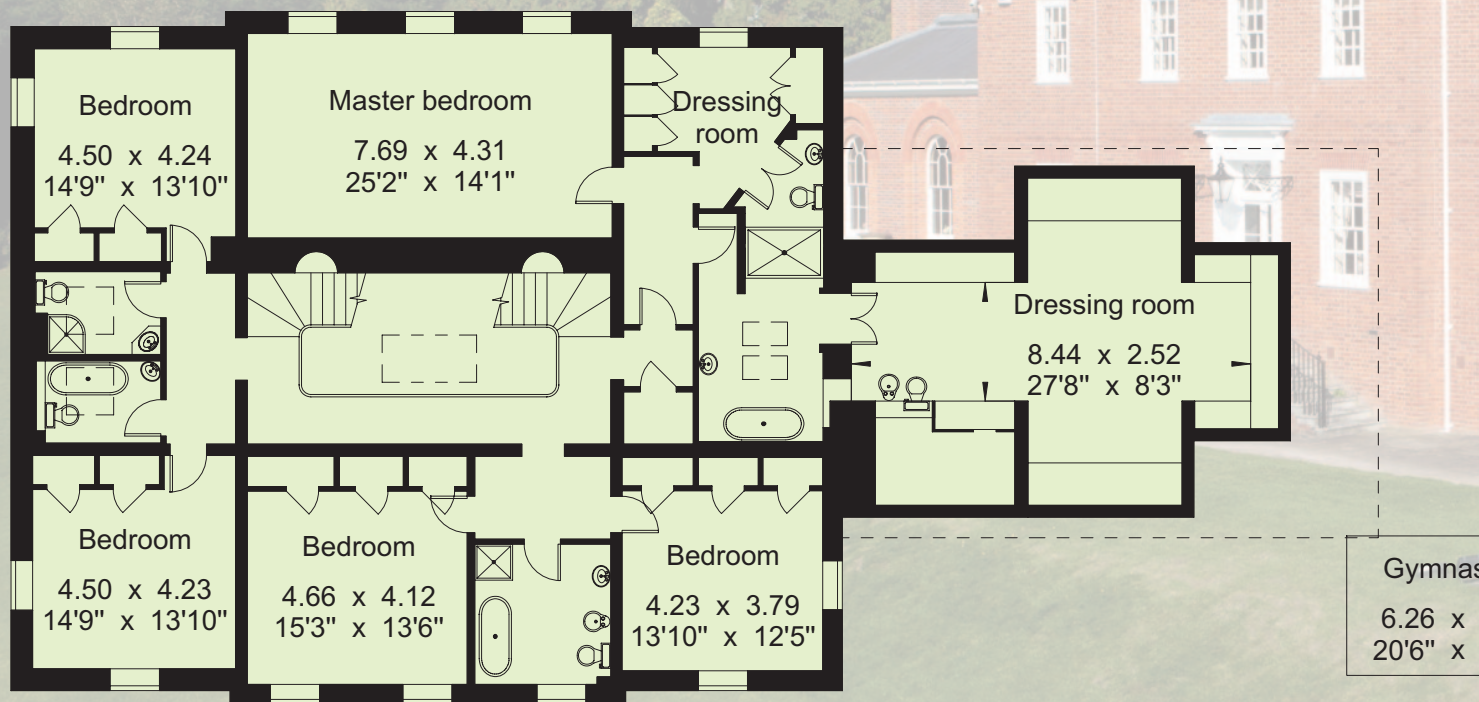 Bedroom
4.50 x 4.24
14'9" x 13'10"
Master bedroom
7.69 x 4.31
25'2" x 14'1"
Dressing
room
Dressing room
8.44 x 2.52
27'8" x 8'3"
Bedroom
4.50 x 4.23
14'9" x 13'10"
Bedroom
4.66 x 4.12
15'3" x 13'6"
Bedroom
4.23 x 3.79
13'10" x 12'5"
Gymnas
6.26 x
20'6" x